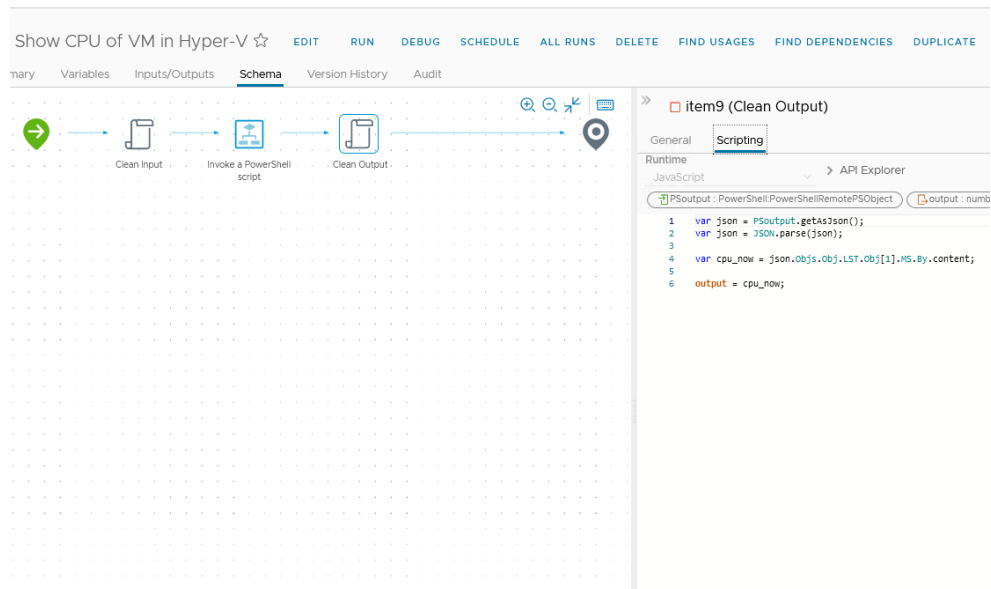 Show CPU of VM in Hyper-V EDIT RUN DEBUG SCHEDULE ALL RUNS DELETE FIND USAGES FIND DEPENDENCIES DUPLICATE
mary Variables Inputs/Outputs Schema Version History Audit
Clean Input
Invoke a PowerShell
script
Clean Output
item9 (Clean Output)
General Scripting
Runtime
JavaScript
API Explorer
PSoutput : PowerShell:PowerShellRemotePSObject output : numb
1 var json = PSoutput.getAsJson();
2 var json = JSON.parse(json);
3
4 var cpu_now = json.Objs.Obj.LST.Obj[1].MS.By.content;
5
6 output = cpu_now;